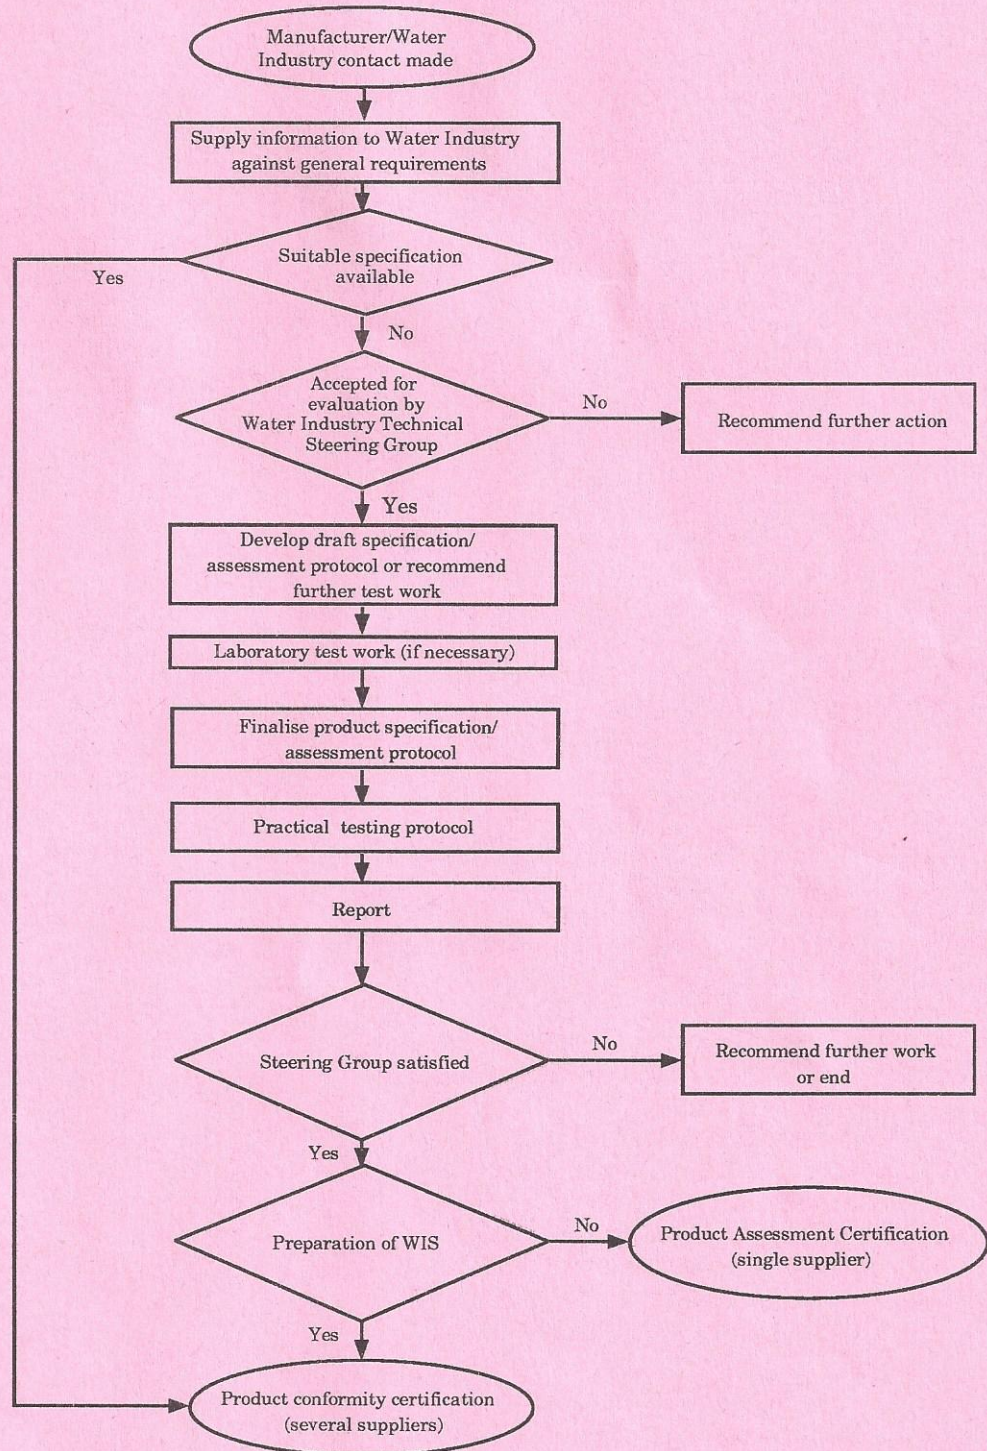 Manufacturer/Water
Industry contact made
Supply information to Water Industry
against general requirements
Suitable specification
available
Yes
No
Accepted for
evaluation by
Water Industry Technical
Steering Group
No
Recommend further action
Yes
Develop draft specification/
assessment protocol or recommend
further test work
Laboratory test work (if necessary)
Finalise product specification/
assessment protocol
Practical testing protocol
Report
Steering Group satisfied
No
Recommend further work
or end
Yes
Preparation of WIS
No
Product Assessment Certification
(single supplier)
Yes
Product conformity certification
(several suppliers)